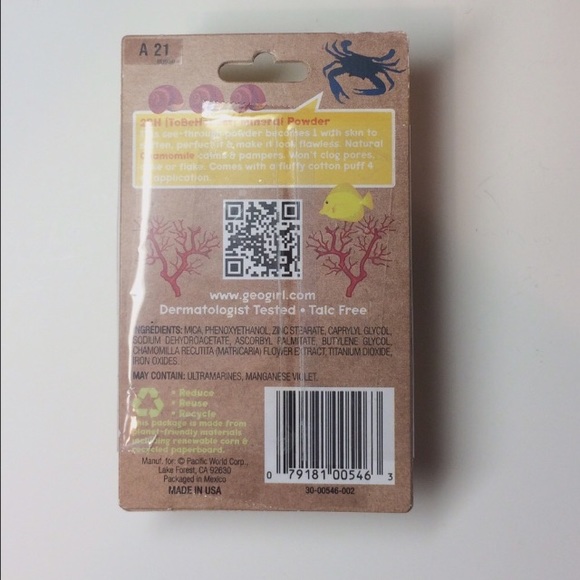 A 21
Mineral Powder
see-thru powder becomes 1 with skin to
perfect it & make it look flawless. Natural
Chamomile calms & pampers. Won't clog pores,
or flake. Comes with a fluffy cotton puff 4
application.
www.geogirl.com
Dermatologist Tested • Talc Free
INGREDIENTS: MICA, PHENOXYETHANOL, ZINC STEARATE, CAPRYLYL GLYCOL,
SODIUM DEHYDROACETATE, ASCORBYL PALMITATE, BUTYLENE GLYCOL,
CHAMOMILLA RECUTITA (MATRICARIA) FLOWER EXTRACT, TITANIUM DIOXIDE,
IRON OXIDES.
MAY CONTAIN: ULTRAMARINES, MANGANESE VIOLET.
• Reduce
• Reuse
• Recycle
This package is made from
planet-friendly materials
including renewable corn &
recycled paperboard.
Manuf. for: © Pacific World Corp.,
Lake Forest, CA 92630
Packaged in Mexico
MADE IN USA
0 79181 00546 3
30-00546-002